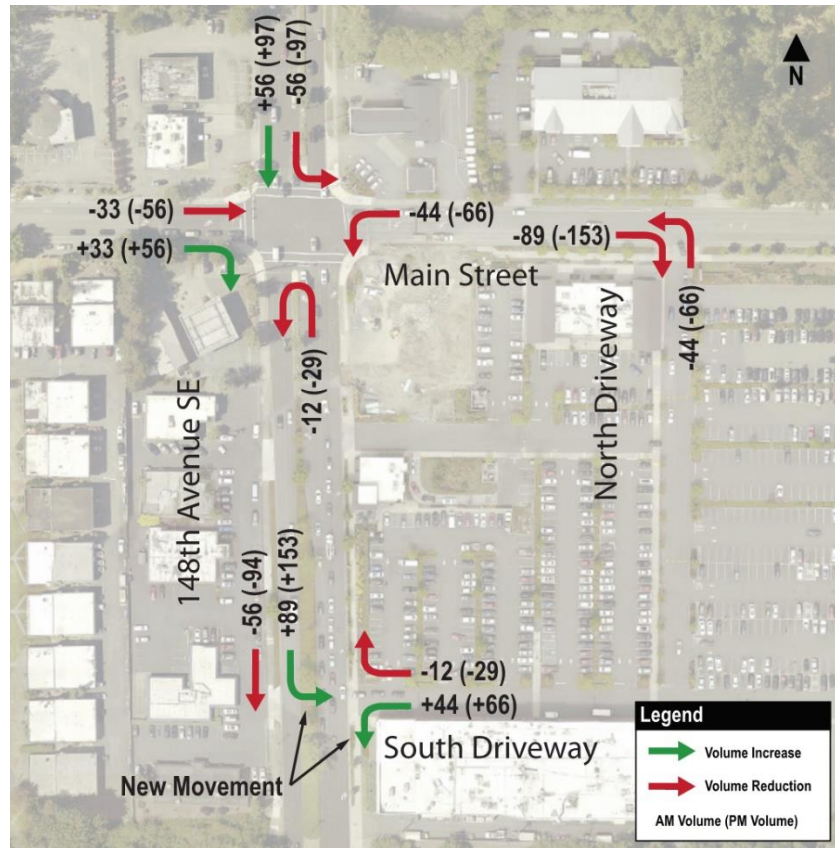 +56 (+97)
-56 (-97)
N
-33 (-56)
+33 (+56)
-44 (-66)
-89 (-153)
Main Street
-44 (-66)
-12 (-29)
148th Avenue SE
North Driveway
-56 (-94)
+89 (+153)
-12 (-29)
+44 (+66)
South Driveway
New Movement
Legend
Volume Increase
Volume Reduction
AM Volume (PM Volume)